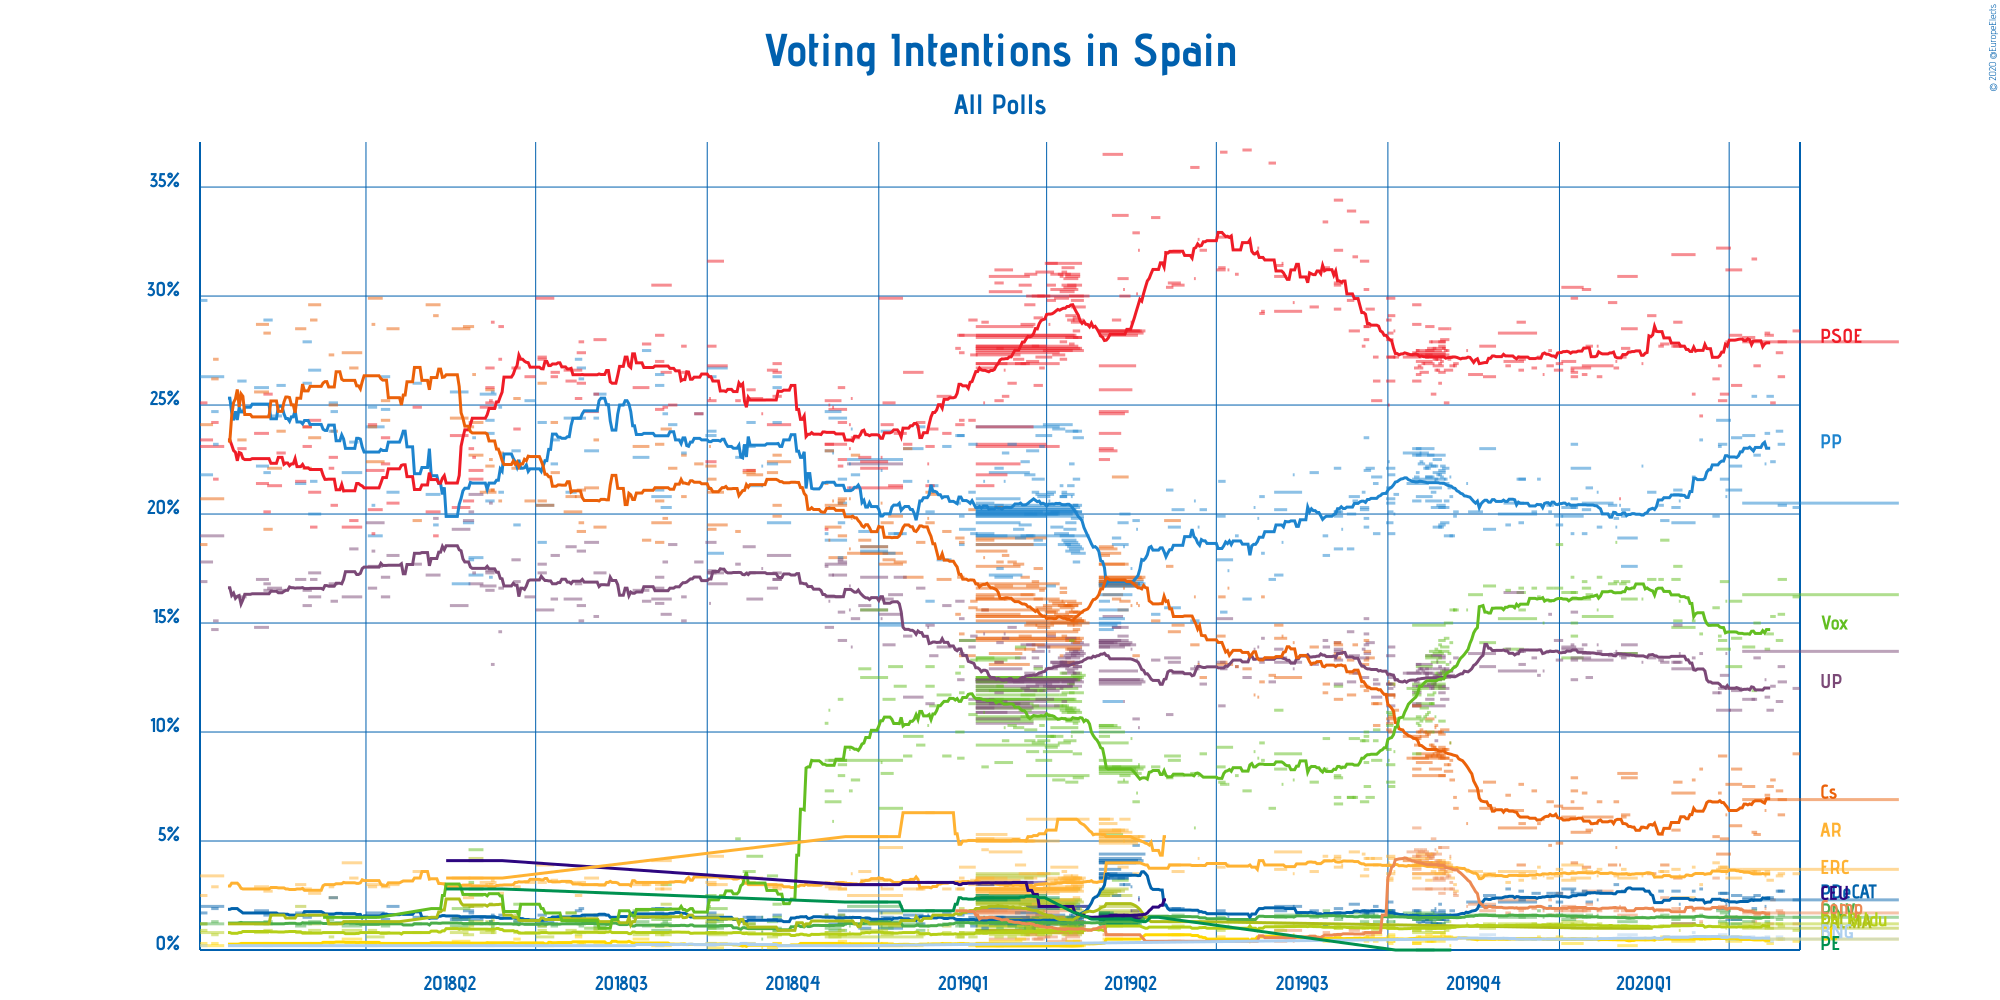 © 2020 @EuropeElects
Voting Intentions in Spain
All Polls
35%
30%
25%
20%
15%
10%
5%
0%
PSOE
PP
Vox
UP
Cs
AR
ERC
PE
2018Q2
2018Q3
2018Q4
2019Q1
2019Q2
2019Q3
2019Q4
2020Q1